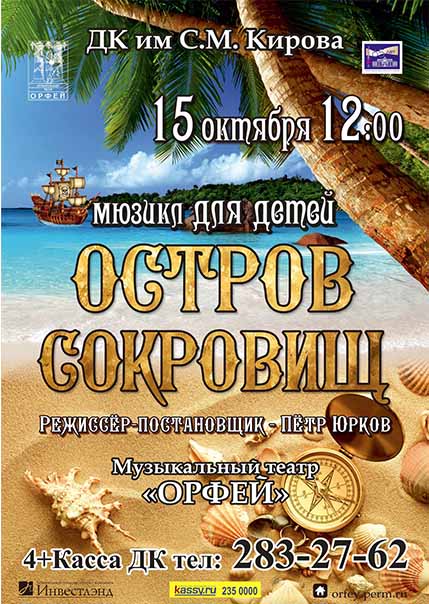 ДК им С.М. Кирова
ОРФЕЙ
15 октября 12:00
мюзикл для детей
ОСТРОВ
СОКРОВИЩ
Режиссёр-постановщик - Пётр Юрков
Музыкальный театр
«ОРФЕЙ»
4+Касса ДК тел: 283-27-62
Инвестлэнд
kassy.ru 235 0000
orfey-perm.ru